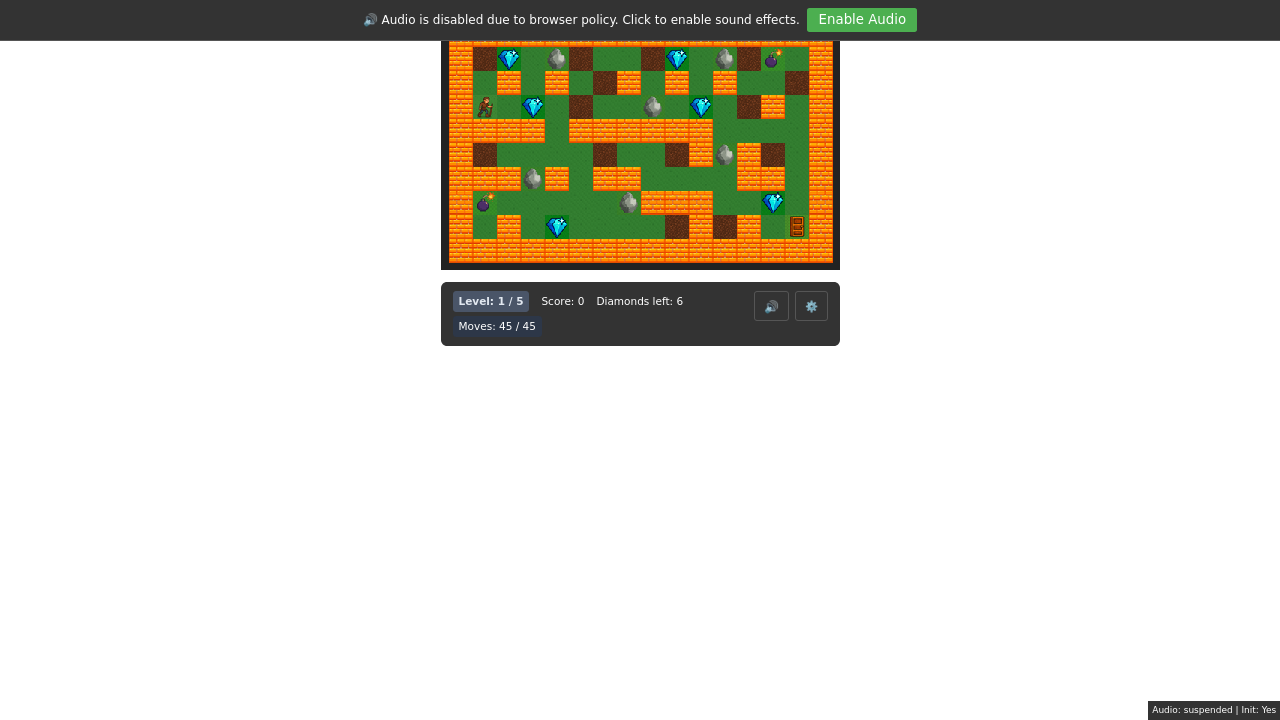 🔊 Audio is disabled due to browser policy. Click to enable sound effects. Enable Audio
Level: 1 / 5 Score: 0 Diamonds left: 6
Moves: 45 / 45
Audio: suspended | Init: Yes